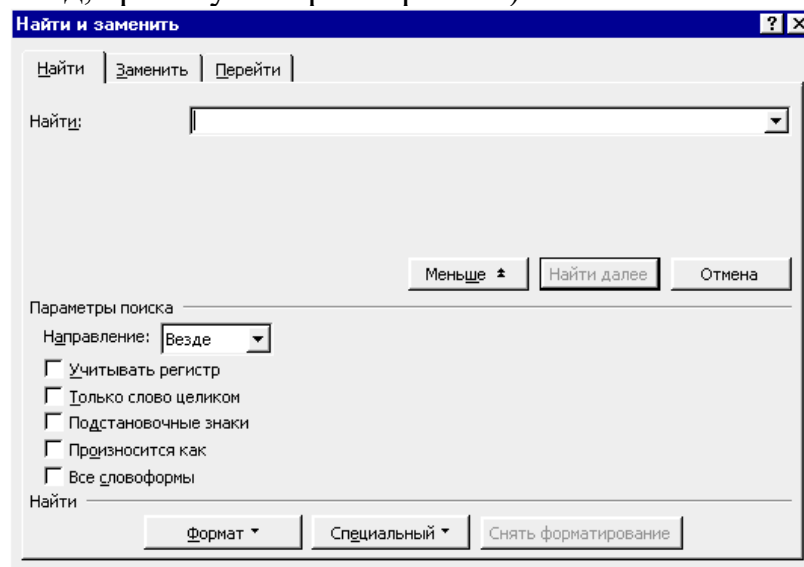 Найти и заменить
Найти Заменить Перейти
Найти:
Меньше Найти далее Отмена
Параметры поиска
Направление: Везде
Учитывать регистр
Только слово целиком
Подстановочные знаки
Произносится как
Все словоформы
Найти
Формат Специальный Снять форматирование